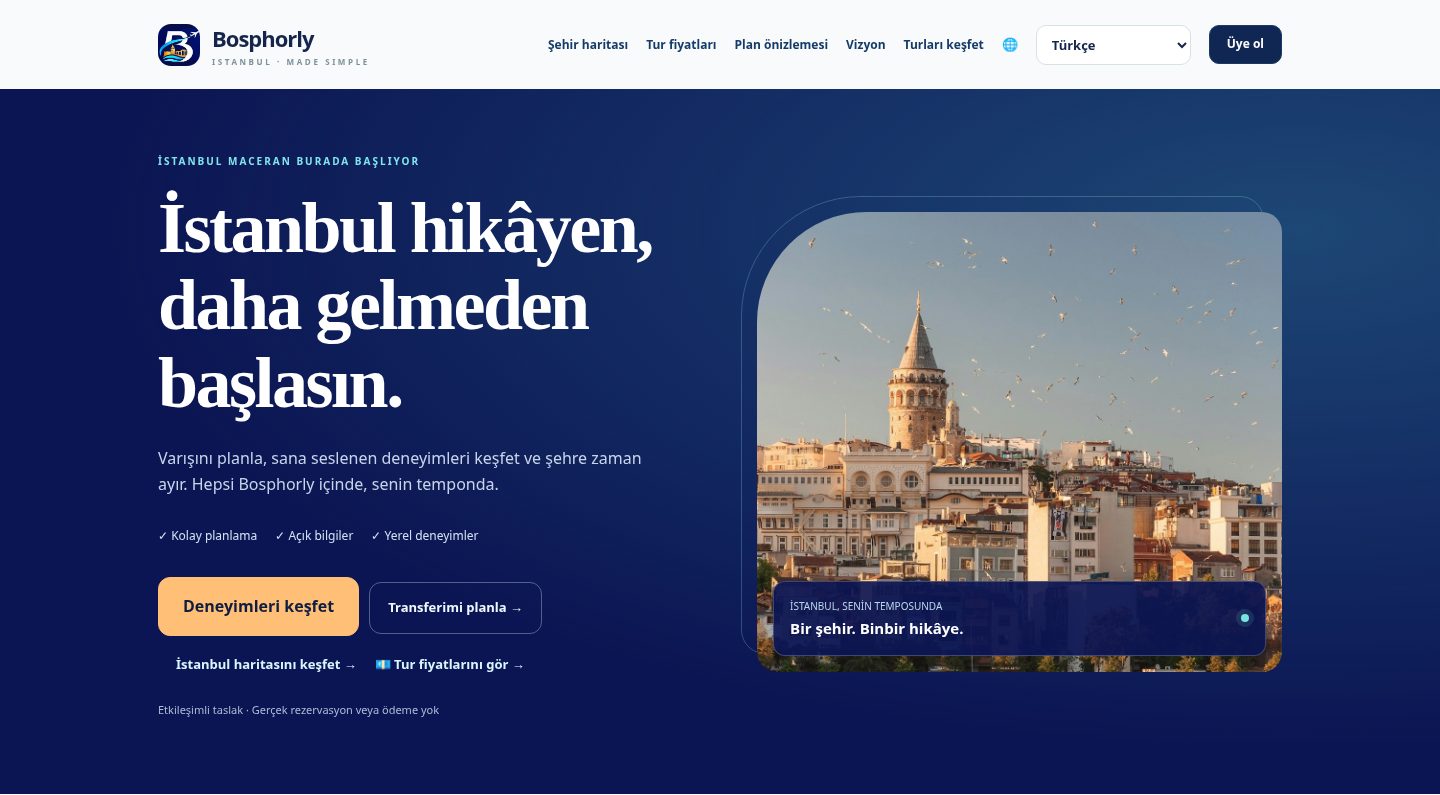 Bosphorly
ISTANBUL · MADE SIMPLE
Şehir haritası
Tur fiyatları
Plan önizlemesi
Vizyon
Turları keşfet
Türkçe
Üye ol
İSTANBUL MACERAN BURADA BAŞLIYOR
İstanbul hikâyen,
daha gelmeden
başlasın.
Varışını planla, sana seslenen deneyimleri keşfet ve şehre zaman
ayır. Hepsi Bosphorly içinde, senin temponda.
✓ Kolay planlama ✓ Açık bilgiler ✓ Yerel deneyimler
Deneyimleri keşfet
Transferimi planla →
İstanbul haritasını keşfet →
💶 Tur fiyatlarını gör →
Etkileşimli taslak · Gerçek rezervasyon veya ödeme yok
İSTANBUL, SENİN TEMPOSUNDA
Bir şehir. Binbir hikâye.